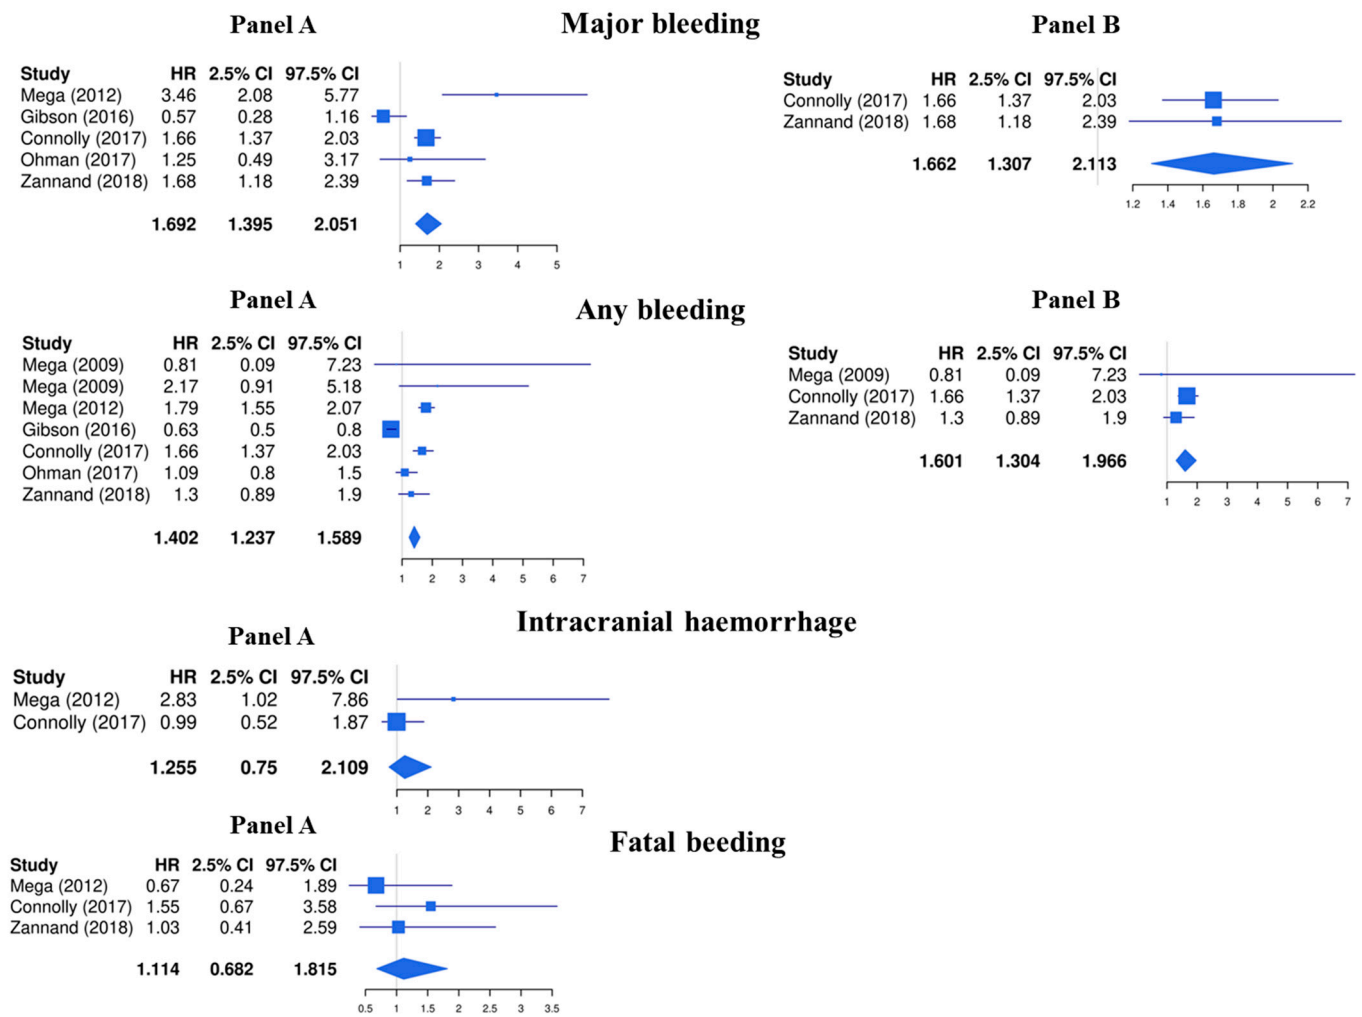 Panel A
Major bleeding
Panel B
Study HR 2.5% CI 97.5% CI
Mega (2012) 3.46 2.08 5.77
Gibson (2016) 0.57 0.28 1.16
Connolly (2017) 1.66 1.37 2.03
Ohman (2017) 1.25 0.49 3.17
Zannand (2018) 1.68 1.18 2.39
1.692 1.395 2.051
1 2 3 4 5
Study HR 2.5% CI 97.5% CI
Connolly (2017) 1.66 1.37 2.03
Zannand (2018) 1.68 1.18 2.39
1.662 1.307 2.113
1.2 1.4 1.6 1.8 2 2.2
Panel A
Any bleeding
Panel B
Study HR 2.5% CI 97.5% CI
Mega (2009) 0.81 0.09 7.23
Mega (2009) 2.17 0.91 5.18
Mega (2012) 1.79 1.55 2.07
Gibson (2016) 0.63 0.5 0.8
Connolly (2017) 1.66 1.37 2.03
Ohman (2017) 1.09 0.8 1.5
Zannand (2018) 1.3 0.89 1.9
1.402 1.237 1.589
1 2 3 4 5 6 7
Study HR 2.5% CI 97.5% CI
Mega (2009) 0.81 0.09 7.23
Connolly (2017) 1.66 1.37 2.03
Zannand (2018) 1.3 0.89 1.9
1.601 1.304 1.966
1 2 3 4 5 6 7
Intracranial haemorrhage
Panel A
Study HR 2.5% CI 97.5% CI
Mega (2012) 2.83 1.02 7.86
Connolly (2017) 0.99 0.52 1.87
1.255 0.75 2.109
1 2 3 4 5 6 7
Panel A
Fatal beeding
Study HR 2.5% CI 97.5% CI
Mega (2012) 0.67 0.24 1.89
Connolly (2017) 1.55 0.67 3.58
Zannand (2018) 1.03 0.41 2.59
1.114 0.682 1.815
0.5 1 1.5 2 2.5 3 3.5